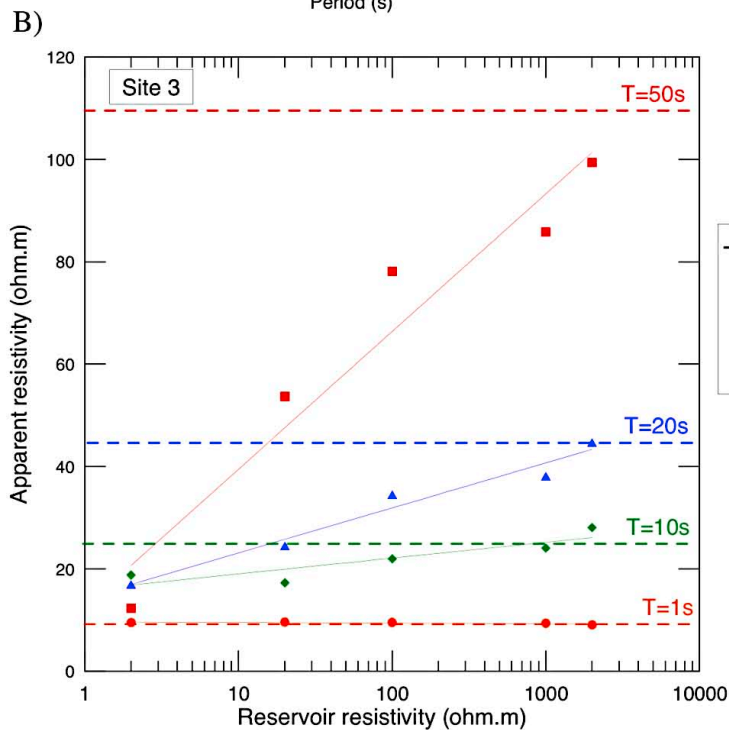 Period (s)
B)
120
Site 3
T=50s
100
80
60
T=20s
40
T=10s
20
T=1s
0
1
10
100
1000
10000
Apparent resistivity (ohm.m)
Reservoir resistivity (ohm.m)